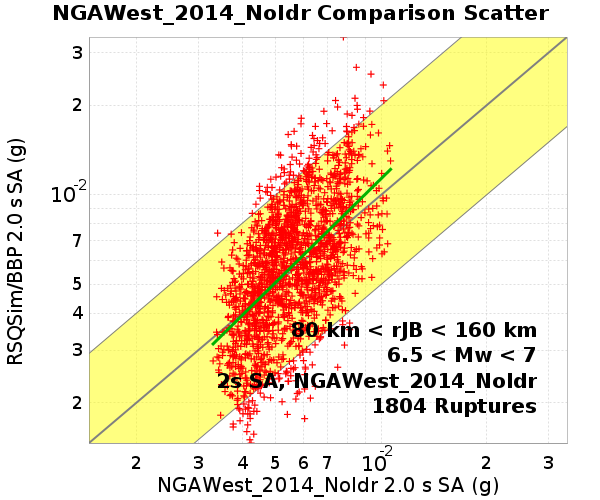 NGAWest_2014_NoIdr Comparison Scatter
RSQSim/BBP 2.0 s SA (g)
3
2
10⁻²
7
5
4
3
2
80 km < rJB < 160 km
6.5 < Mw < 7
2s SA, NGAWest_2014_NoIdr
1804 Ruptures
2 3 4 5 6 7 10⁻² 2 3
NGAWest_2014_NoIdr 2.0 s SA (g)